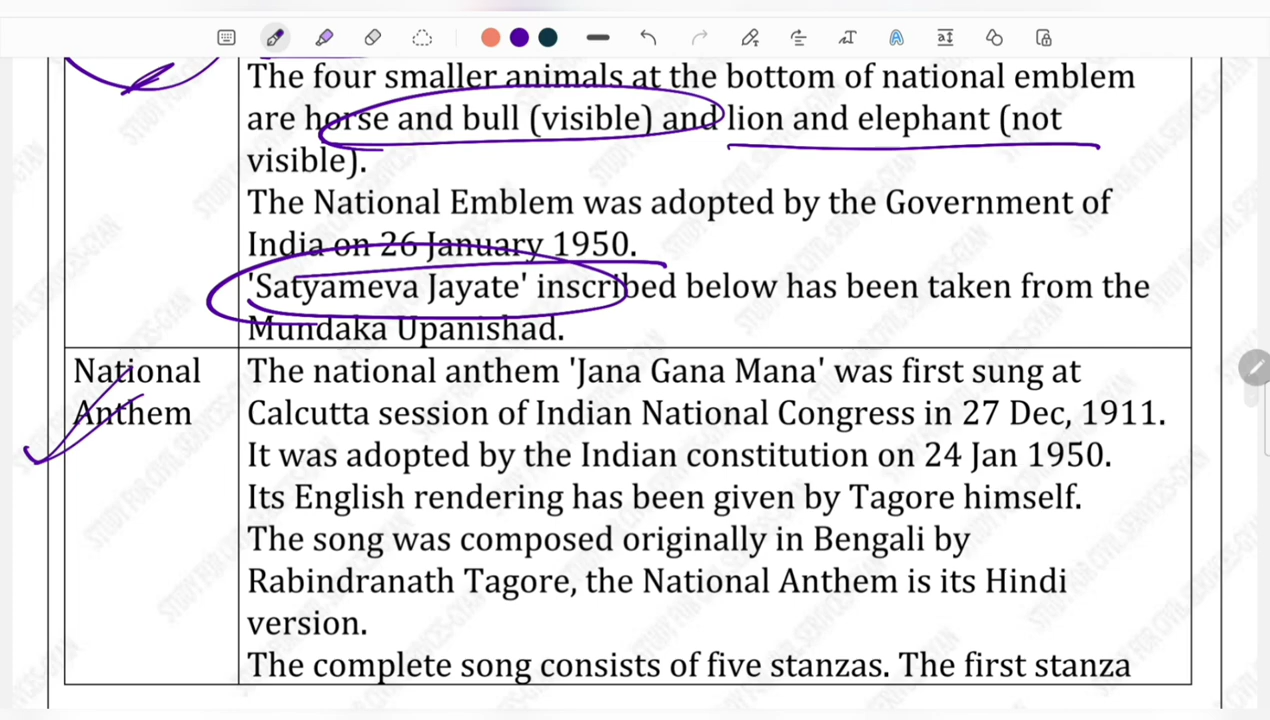 The four smaller animals at the bottom of national emblem
are horse and bull (visible) and lion and elephant (not
visible).
The National Emblem was adopted by the Government of
India on 26 January 1950.
'Satyameva Jayate' inscribed below has been taken from the
Mundaka Upanishad.
National
Anthem
The national anthem 'Jana Gana Mana' was first sung at
Calcutta session of Indian National Congress in 27 Dec, 1911.
It was adopted by the Indian constitution on 24 Jan 1950.
Its English rendering has been given by Tagore himself.
The song was composed originally in Bengali by
Rabindranath Tagore, the National Anthem is its Hindi
version.
The complete song consists of five stanzas. The first stanza